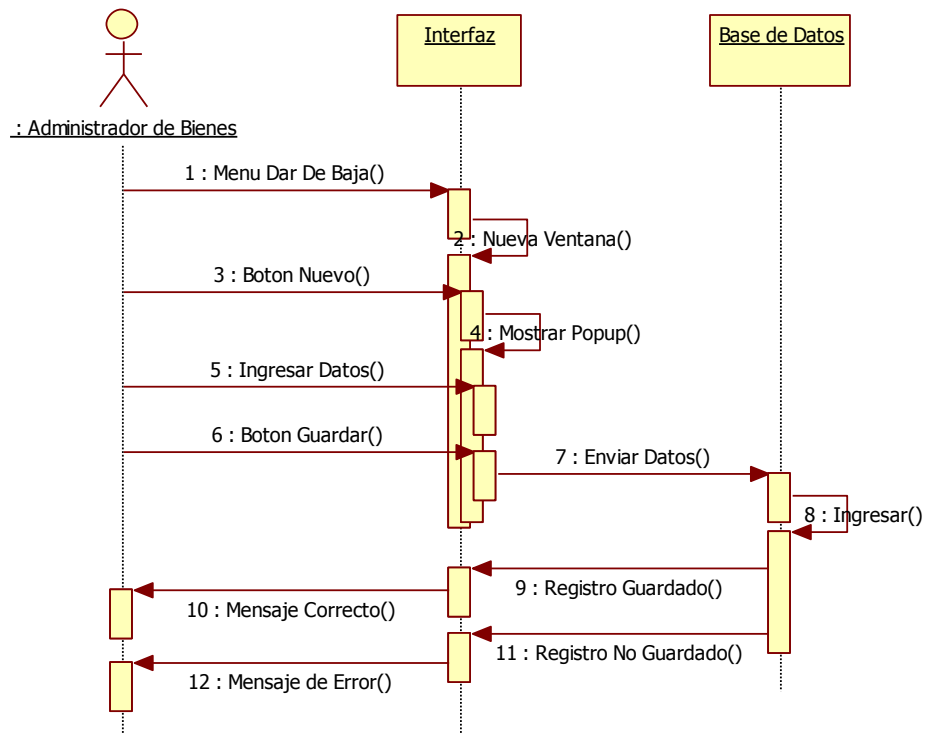 Interfaz
Base de Datos
: Administrador de Bienes
1 : Menu Dar De Baja()
2 : Nueva Ventana()
3 : Boton Nuevo()
4 : Mostrar Popup()
5 : Ingresar Datos()
6 : Boton Guardar()
7 : Enviar Datos()
8 : Ingresar()
9 : Registro Guardado()
10 : Mensaje Correcto()
11 : Registro No Guardado()
12 : Mensaje de Error()